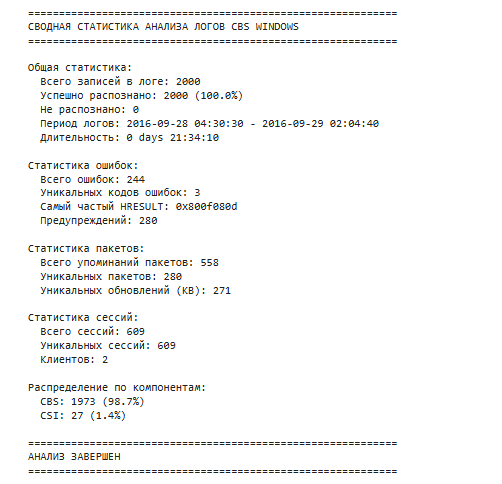 ============================================================
СВОДНАЯ СТАТИСТИКА АНАЛИЗА ЛОГОВ CBS WINDOWS
============================================================
Общая статистика:
Всего записей в логе: 2000
Успешно распознано: 2000 (100.0%)
Не распознано: 0
Период логов: 2016-09-28 04:30:30 - 2016-09-29 02:04:40
Длительность: 0 days 21:34:10
Статистика ошибок:
Всего ошибок: 244
Уникальных кодов ошибок: 3
Самый частый HRESULT: 0x800f080d
Предупреждений: 280
Статистика пакетов:
Всего упоминаний пакетов: 558
Уникальных пакетов: 280
Уникальных обновлений (KB): 271
Статистика сессий:
Всего сессий: 609
Уникальных сессий: 609
Клиентов: 2
Распределение по компонентам:
CBS: 1973 (98.7%)
CSI: 27 (1.4%)
============================================================
АНАЛИЗ ЗАВЕРШЕН
============================================================